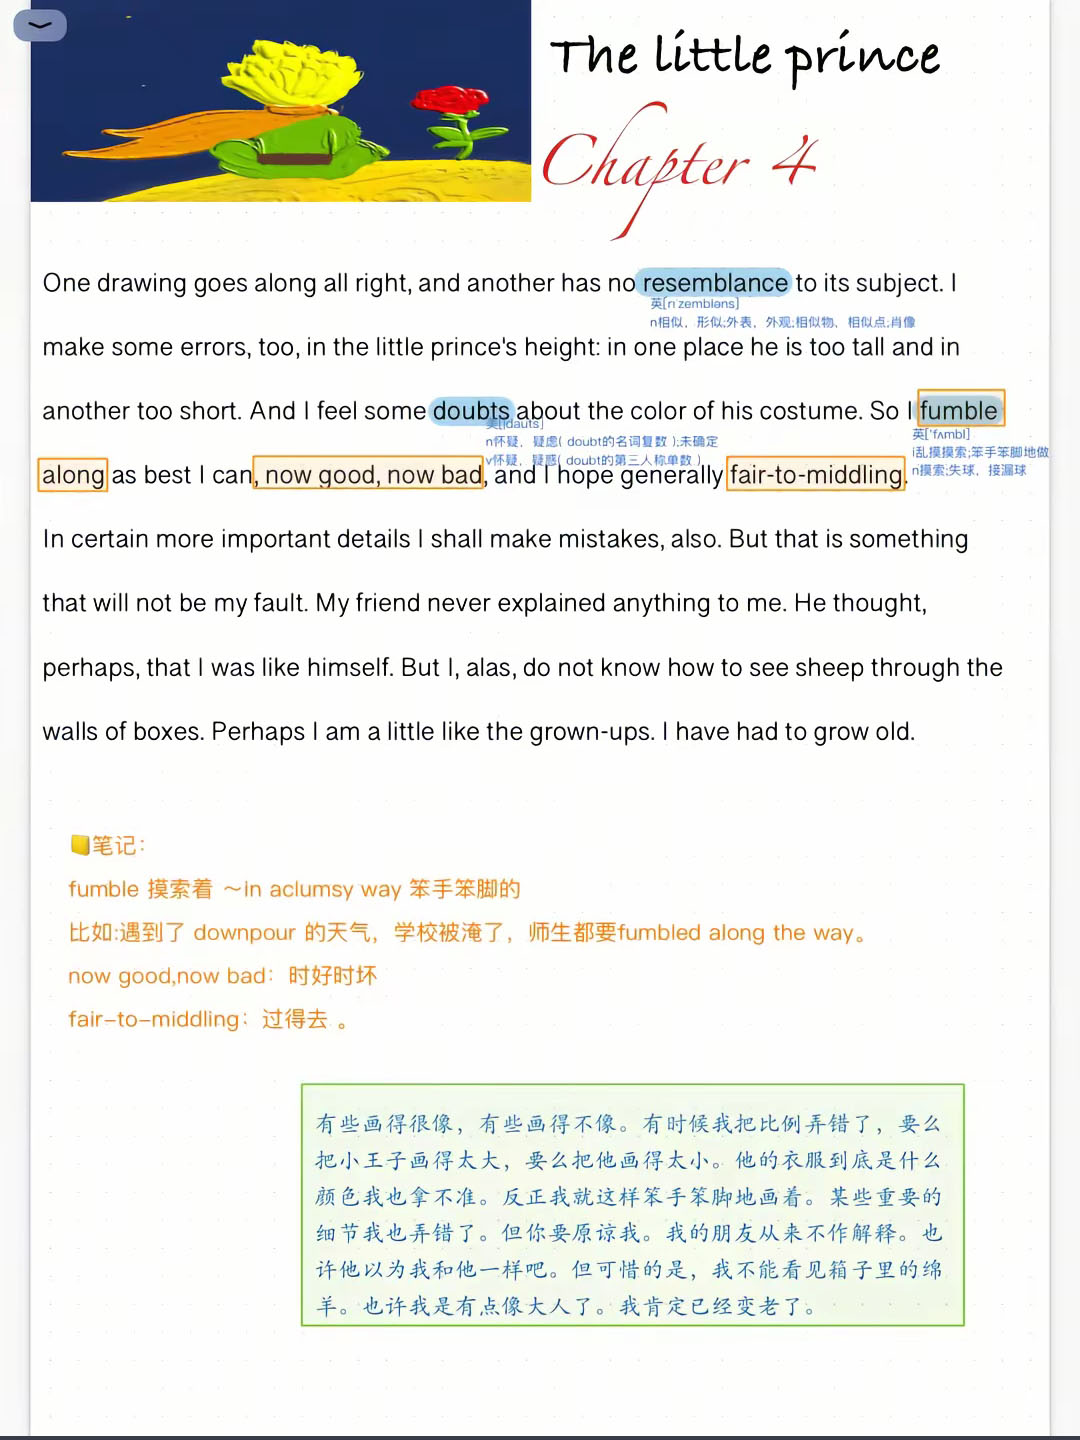 The little prince
Chapter 4
One drawing goes along all right, and another has no resemblance to its subject. I
英[rɪˈzembləns]
n相似，形似;外表，外观;相似物，相似点;肖像
make some errors, too, in the little prince's height: in one place he is too tall and in
another too short. And I feel some doubts about the color of his costume. So I fumble
英[ˈfʌmbl]
n怀疑，疑虑( doubt的名词复数 );未确定
i乱摸摸索;笨手笨脚地做
v怀疑，疑惑( doubt的第三人称单数 )
n摸索;失球，接漏球
along as best I can, now good, now bad, and I hope generally fair-to-middling.
In certain more important details I shall make mistakes, also. But that is something
that will not be my fault. My friend never explained anything to me. He thought,
perhaps, that I was like himself. But I, alas, do not know how to see sheep through the
walls of boxes. Perhaps I am a little like the grown-ups. I have had to grow old.
笔记：
fumble 摸索着 ～in aclumsy way 笨手笨脚的
比如:遇到了 downpour 的天气，学校被淹了，师生都要fumbled along the way。
now good,now bad：时好时坏
fair-to-middling：过得去 。
有些画得很像，有些画得不像。有时候我把比例弄错了，要么
把小王子画得太大，要么把他画得太小。他的衣服到底是什么
颜色我也拿不准。反正我就这样笨手笨脚地画着。某些重要的
细节我也弄错了。但你要原谅我。我的朋友从来不作解释。也
许他以为我和他一样吧。但可惜的是，我不能看见箱子里的绵
羊。也许我是有点像大人了。我肯定已经变老了。